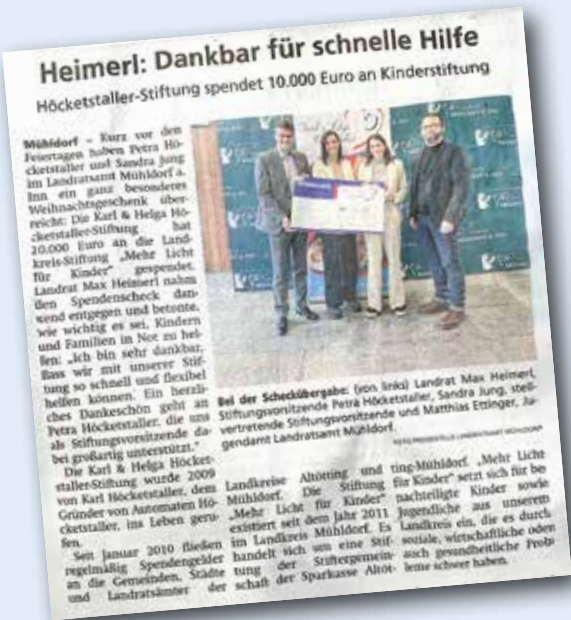 Heimerl: Dankbar für schnelle Hilfe
Höcketstaller-Stiftung spendet 10.000 Euro an Kinderstiftung
Mühldorf – Kurz vor den
Feiertagen haben Petra Hö-
cketstaller und Sandra Jung
im Landratsamt Mühldorf a.
Inn ein ganz besonderes
Weihnachtsgeschenk über-
reicht: Die Karl & Helga Hö-
cketstaller-Stiftung hat
20.000 Euro an die Land-
kreis-Stiftung „Mehr Licht
für Kinder“ gespendet.
Landrat Max Heimerl nahm
den Spendenscheck dan-
kend entgegen und betonte,
wie wichtig es sei, Kindern
und Familien in Not zu hel-
fen: „Ich bin sehr dankbar,
dass wir mit unserer Stif-
tung so schnell und flexibel
helfen können. Ein herzli-
ches Dankeschön geht an
Petra Höcketstaller, die uns
als Stiftungsvorsitzende da-
bei großartig unterstützt.“
Die Karl & Helga Höcket-
staller-Stiftung wurde 2009
von Karl Höcketstaller, dem
Gründer von Automaten Hö-
cketstaller, ins Leben geru-
fen.
Seit Januar 2010 fließen
regelmäßig Spendengelder
an die Gemeinden, Städte
und Landratsämter der
Bei der Scheckübergabe: (von links) Landrat Max Heimerl,
Stiftungsvorsitzende Petra Höcketstaller, Sandra Jung, stell-
vertretende Stiftungsvorsitzende und Matthias Ettinger, Ju-
gendamt Landratsamt Mühldorf.
Landkreise Altötting und
Mühldorf. Die Stiftung
„Mehr Licht für Kinder“
existiert seit dem Jahr 2011
im Landkreis Mühldorf. Es
handelt sich um eine Stif-
tung der Stiftergemein-
schaft der Sparkasse Altöt-
ting-Mühldorf. „Mehr Licht
für Kinder“ setzt sich für be
nachteiligte Kinder sowie
Jugendliche aus unserem
Landkreis ein, die es durch
soziale, wirtschaftliche oder
auch gesundheitliche Prob
leme schwer haben.